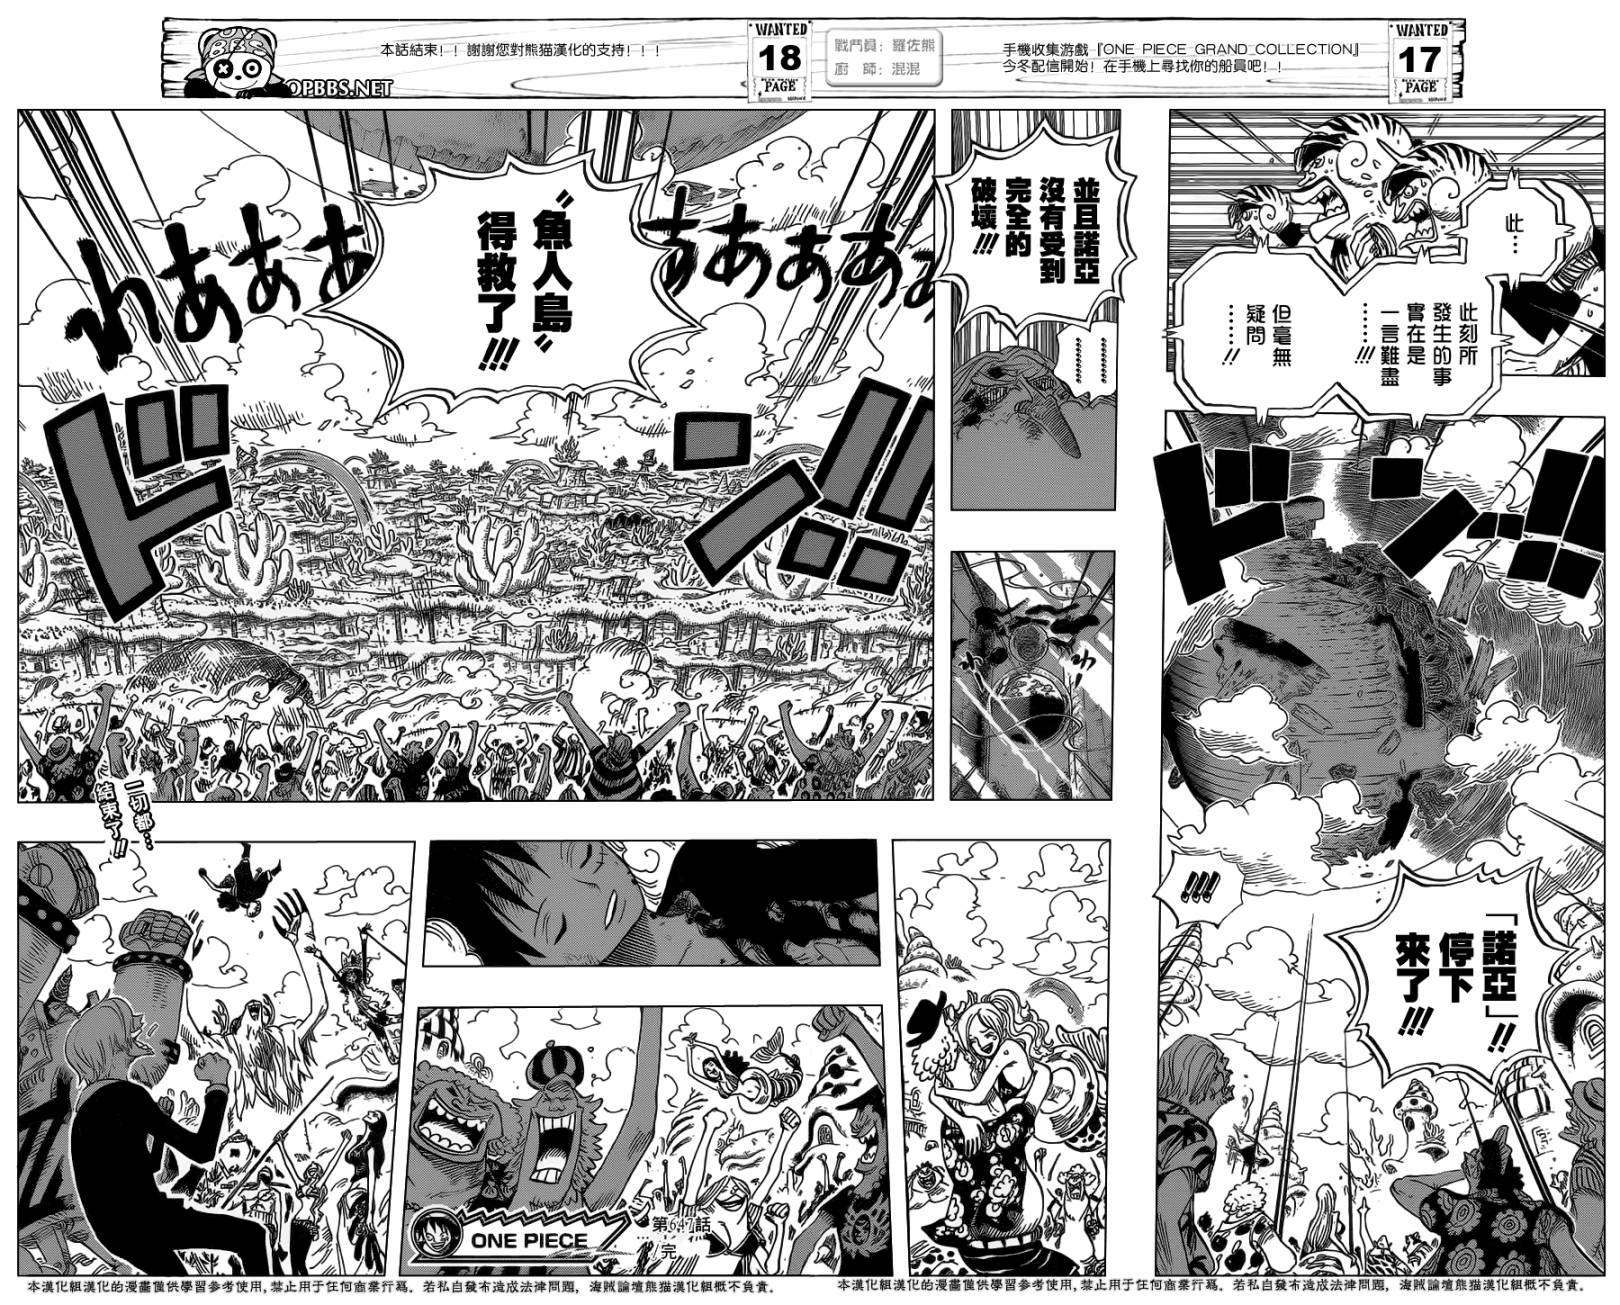 手機收集游戲『ONE PIECE GRAND COLLECTION』
今冬配信開始！在手機上尋找你的船員吧！！
WANTED
17
PAGE
戰鬥員：羅佐熊
廚　師：混混
此…
此刻所
發生的事
實在是
一言難盡
………!!!
但毫無
疑問
……!!
ドン!!
「諾亞」!!
停下
來了!!!
!!!!
並且諾亞
沒有受到
完全的
破壞!!!
…………
…………
わ
わ
WANTED
18
PAGE
本話結束！！謝謝您對熊猫漢化的支持！！！
OPBBS.NET
わあああ
ああああぁ
〝魚人島〟
得救了!!!
ドン!!
一切都…
結束了!!
第647話
完
ONE PIECE
本漢化組漢化的漫畫僅供學習參考使用,禁止用于任何商業行爲。若私自發布造成法律問題，海賊論壇熊猫漢化組概不負責。
本漢化組漢化的漫畫僅供學習參考使用,禁止用于任何商業行爲。若私自發布造成法律問題，海賊論壇熊猫漢化組概不負責。